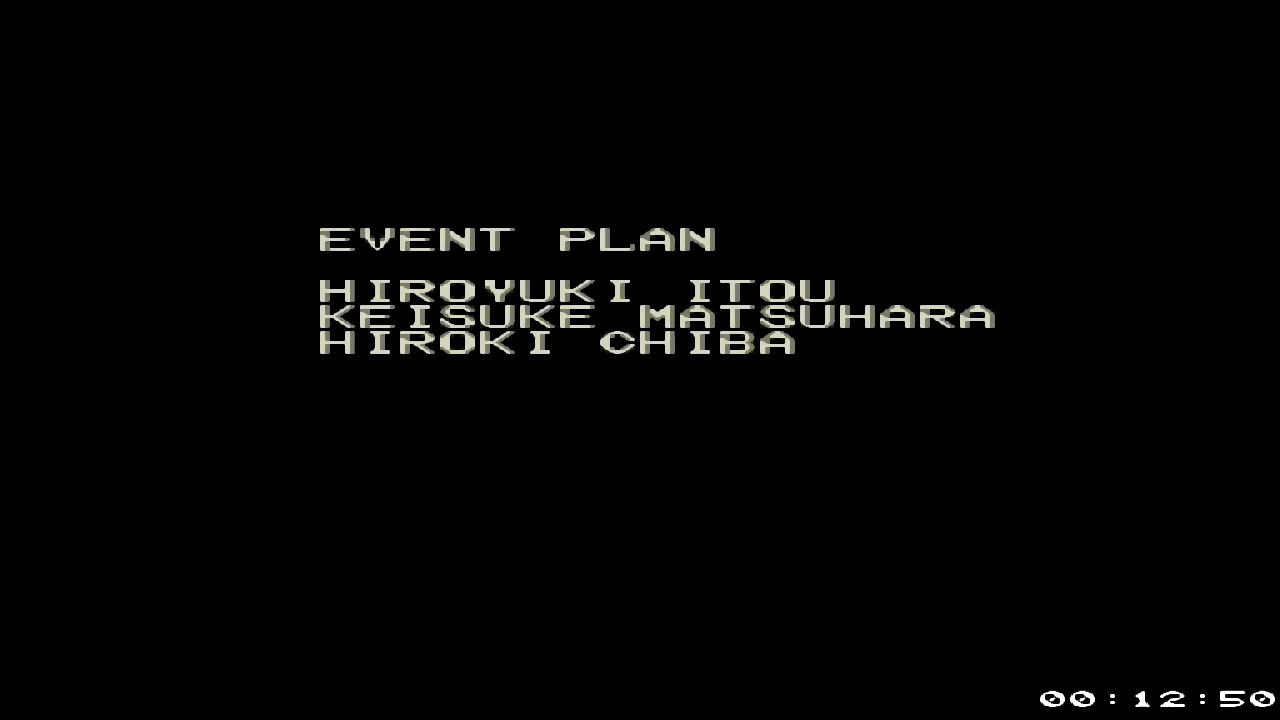 EVENT PLAN
HIROYUKI ITOU
KEISUKE MATSUHARA
HIROKI CHIBA
00:12:50